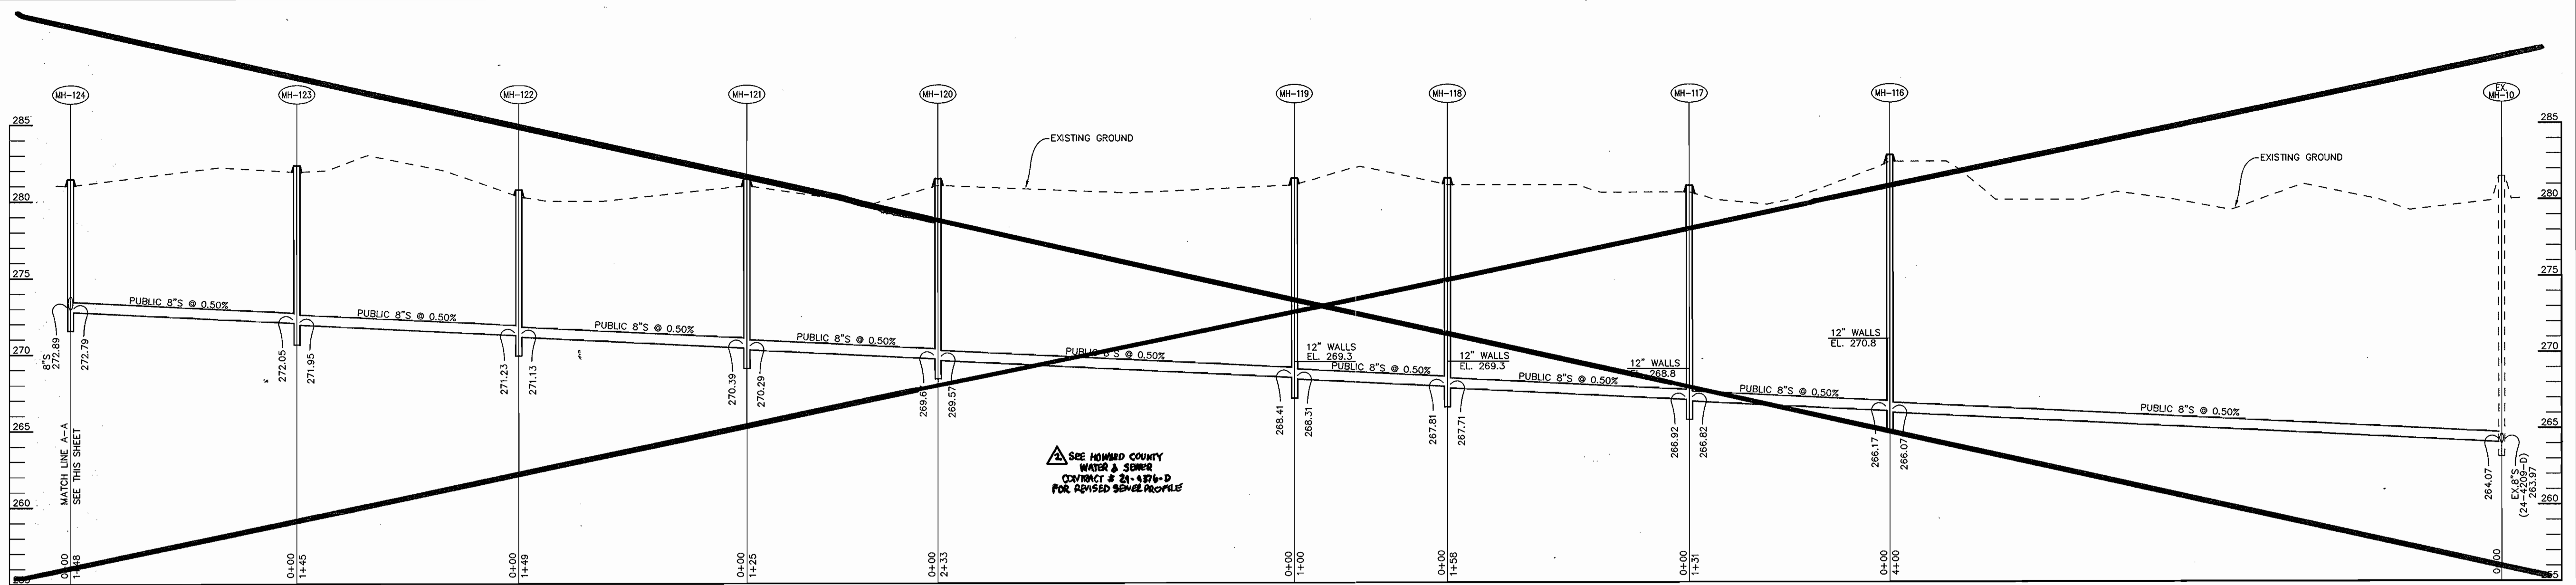 MH-124
MH-123
MH-122
MH-121
MH-120
MH-119
MH-118
MH-117
MH-116
EX.
MH-10
285
280
275
270
265
260
285
280
275
270
265
260
EXISTING GROUND
EXISTING GROUND
PUBLIC 8"S @ 0.50%
PUBLIC 8"S @ 0.50%
PUBLIC 8"S @ 0.50%
PUBLIC 8"S @ 0.50%
PUBLIC 8"S @ 0.50%
PUBLIC 8"S @ 0.50%
PUBLIC 8"S @ 0.50%
PUBLIC 8"S @ 0.50%
PUBLIC 8"S @ 0.50%
12" WALLS
EL. 269.3
12" WALLS
EL. 269.3
12" WALLS
268.8
12" WALLS
EL. 270.8
8"S
272.89
272.79
272.05
271.95
271.23
271.13
270.39
270.29
269.57
268.41
268.31
267.81
267.71
266.92
266.82
266.17
266.07
264.07
EX.8"S
(24-4209-D)
263.97
MATCH LINE A-A
SEE THIS SHEET
2 SEE HOWARD COUNTY
WATER & SEWER
CONTRACT #
FOR REVISED SEWER PROFILE
0+00
1+48
0+00
1+45
0+00
1+49
0+00
1+25
0+00
2+33
0+00
1+00
0+00
1+58
0+00
1+31
0+00
4+00